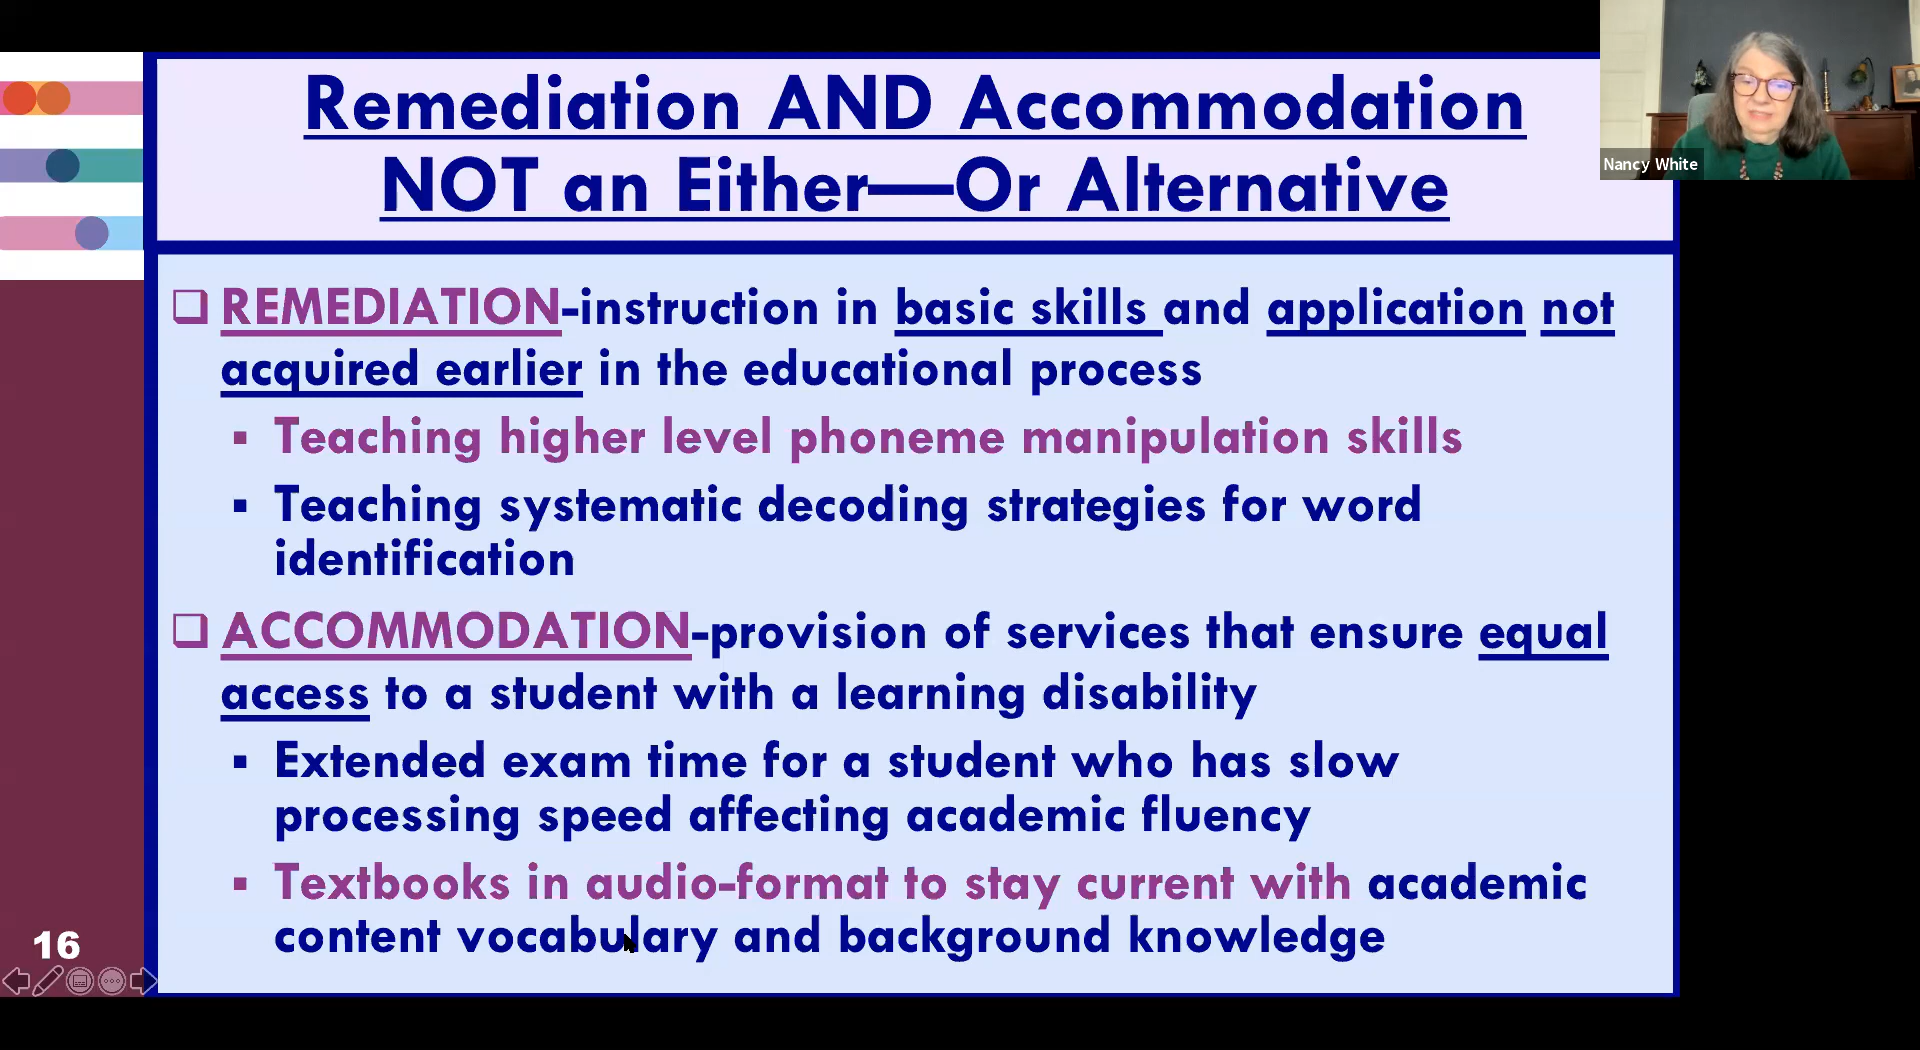 Remediation AND Accommodation
NOT an Either—Or Alternative
Nancy White
REMEDIATION-instruction in basic skills and application not
acquired earlier in the educational process
Teaching higher level phoneme manipulation skills
Teaching systematic decoding strategies for word
identification
ACCOMMODATION-provision of services that ensure equal
access to a student with a learning disability
Extended exam time for a student who has slow
processing speed affecting academic fluency
Textbooks in audio-format to stay current with academic
content vocabulary and background knowledge
16